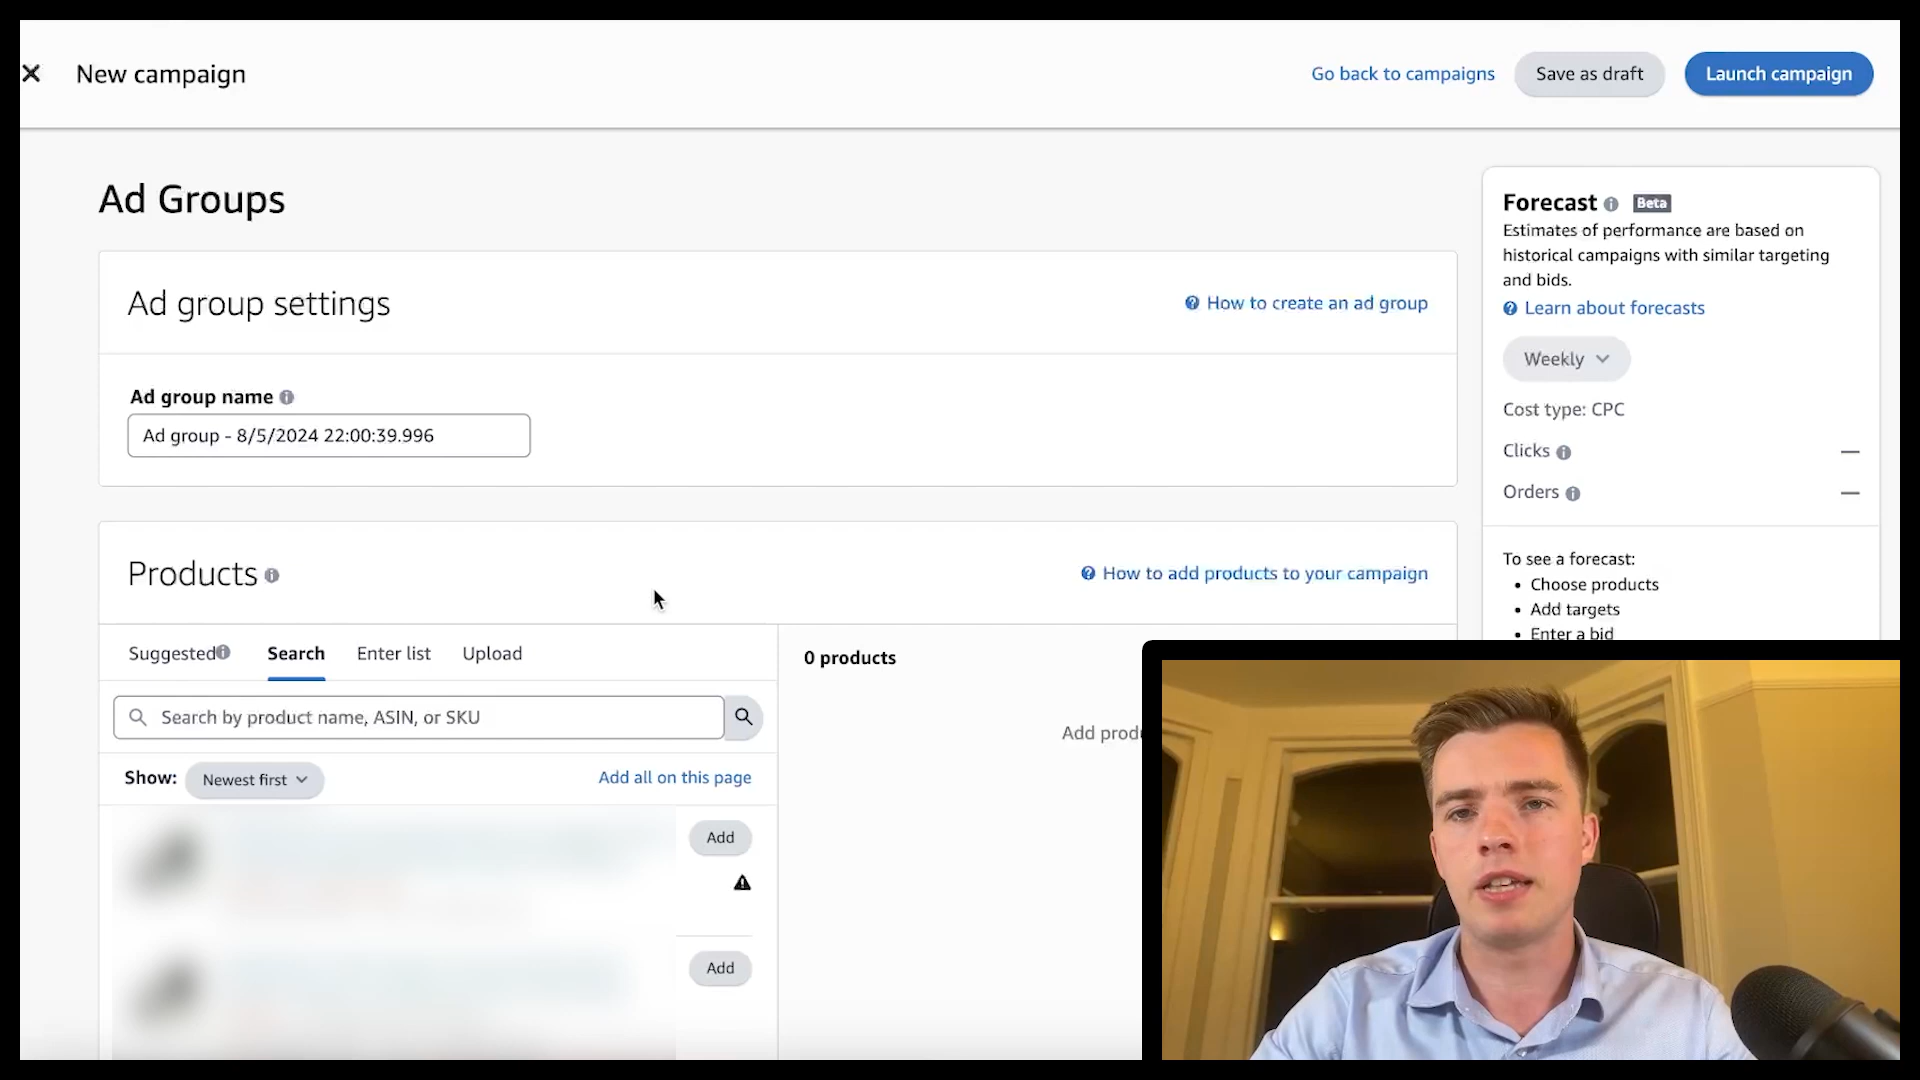 New campaign
Go back to campaigns
Save as draft
Launch campaign
Ad Groups
Ad group settings
How to create an ad group
Ad group name
Ad group - 8/5/2024 22:00:39.996
Products
How to add products to your campaign
Suggested
Search
Enter list
Upload
Search by product name, ASIN, or SKU
Show:
Newest first
Add all on this page
Add
Add
0 products
Add
Forecast
Beta
Estimates of performance are based on
historical campaigns with similar targeting
and bids.
Learn about forecasts
Weekly
Cost type: CPC
Clicks —
Orders —
To see a forecast:
• Choose products
• Add targets
• Enter a bid